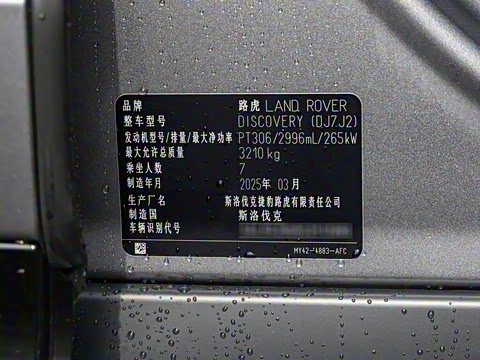 品牌 路虎 LAND ROVER
整车型号 DISCOVERY (DJ7J2)
发动机型号/排量/最大净功率 PT306/2996mL/265kW
最大允许总质量 3210 kg
乘坐人数 7
制造年月 2025年 03月
生产厂名 斯洛伐克捷豹路虎有限责任公司
制造国 斯洛伐克
车辆识别代号